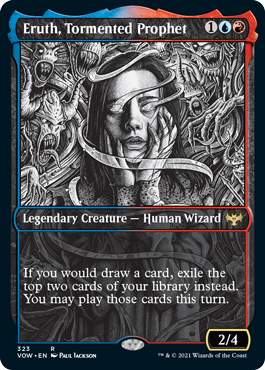 Eruth, Tormented Prophet 1
Legendary Creature — Human Wizard
If you would draw a card, exile the
top two cards of your library instead.
You may play those cards this turn.
2/4
323 R
VOW • EN Paul Jackson
™ & © 2021 Wizards of the Coast